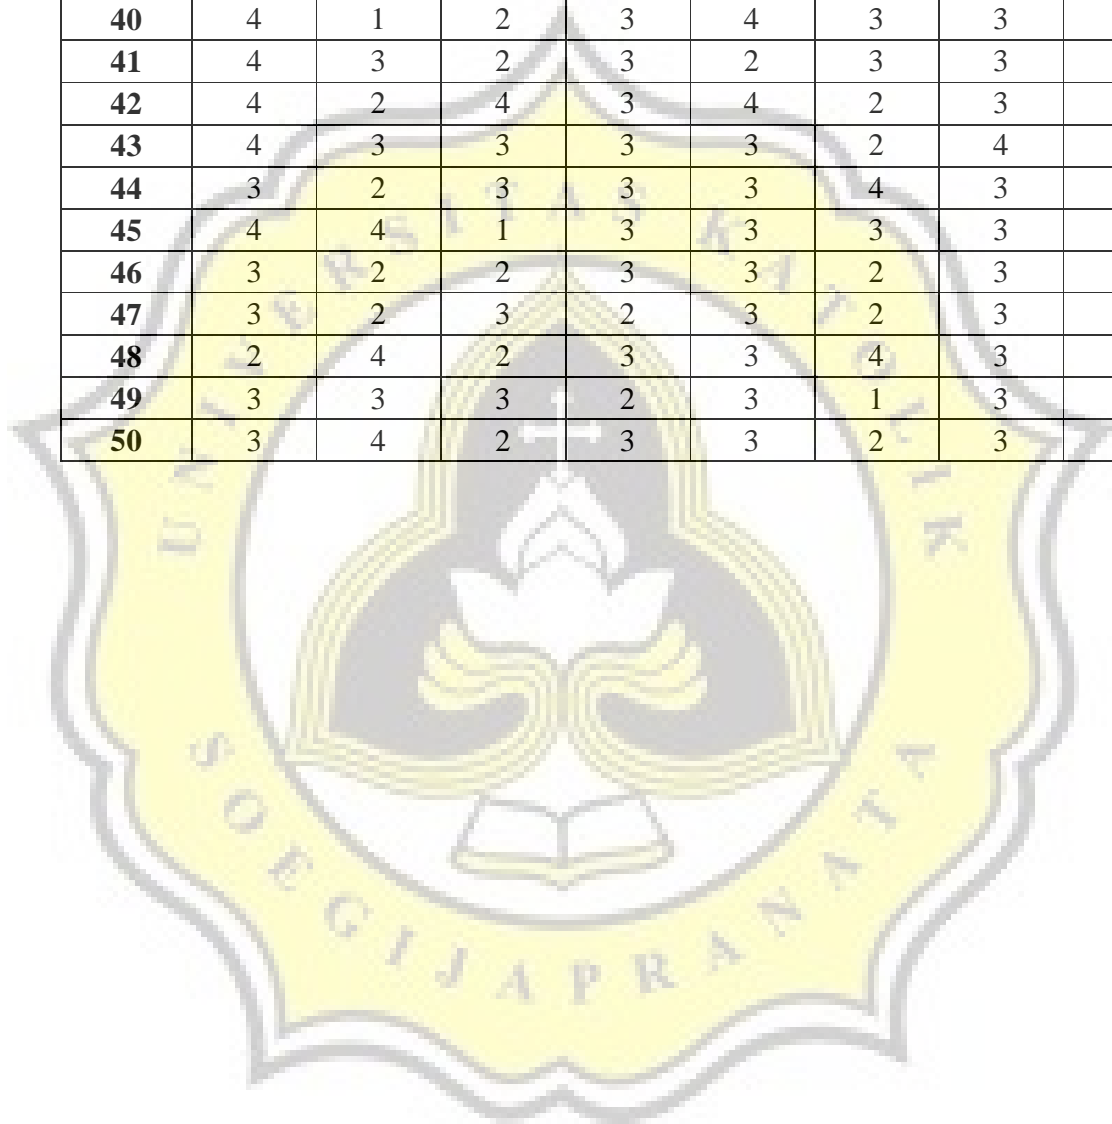 40 4 1 2 3 4 3 3
41 4 3 2 3 2 3 3
42 4 2 4 3 4 2 3
43 4 3 3 3 3 2 4
44 3 2 3 3 3 4 3
45 4 4 1 3 3 3 3
46 3 2 2 3 3 2 3
47 3 2 3 2 3 2 3
48 2 4 2 3 3 4 3
49 3 3 3 2 3 1 3
50 3 4 2 3 3 2 3
UNIVERSITAS KATOLIK
SOEGIJAPRANATA